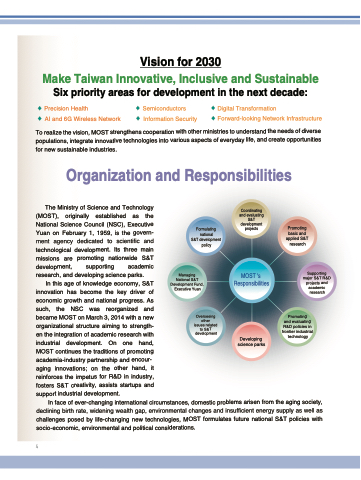 Vision for 2030
Make Taiwan Innovative, Inclusive and Sustainable
Six priority areas for development in the next decade:
♦ Precision Health ♦ Semiconductors ♦ Digital Transformation
♦ AI and 6G Wireless Network ♦ Information Security ♦ Forward-looking Network Infrastructure
To realize the vision, MOST strengthens cooperation with other ministries to understand the needs of diverse
populations, integrate innovative technologies into various aspects of everyday life, and create opportunities
for new sustainable industries.
Organization and Responsibilities
The Ministry of Science and Technology
(MOST), originally established as the
National Science Council (NSC), Executive
Yuan on February 1, 1959, is the govern-
ment agency dedicated to scientific and
technological development. Its three main
missions are promoting nationwide S&T
development, supporting academic
research, and developing science parks.
In this age of knowledge economy, S&T
innovation has become the key driver of
economic growth and national progress. As
such, the NSC was reorganized and
became MOST on March 3, 2014 with a new
organizational structure aiming to strength-
en the integration of academic research with
industrial development. On one hand,
MOST continues the traditions of promoting
academia-industry partnership and encour-
aging innovations; on the other hand, it
reinforces the impetus for R&D in industry,
fosters S&T creativity, assists startups and
support industrial development.
Coordinating
and evaluating
S&T
development
projects
Promoting
basic and
applied S&T
research
Supporting
major S&T R&D
projects and
academic
research
Promoting
and evaluating
R&D policies in
frontier industrial
technology
Developing
science parks
Overseeing
other
issues related
to S&T
development
Managing
National S&T
Development Fund,
Executive Yuan
Formulating
national
S&T development
policy
MOST's
Responsibilities
In face of ever-changing international circumstances, domestic problems arisen from the aging society,
declining birth rate, widening wealth gap, environmental changes and insufficient energy supply as well as
challenges posed by life-changing new technologies, MOST formulates future national S&T policies with
socio-economic, environmental and political considerations.